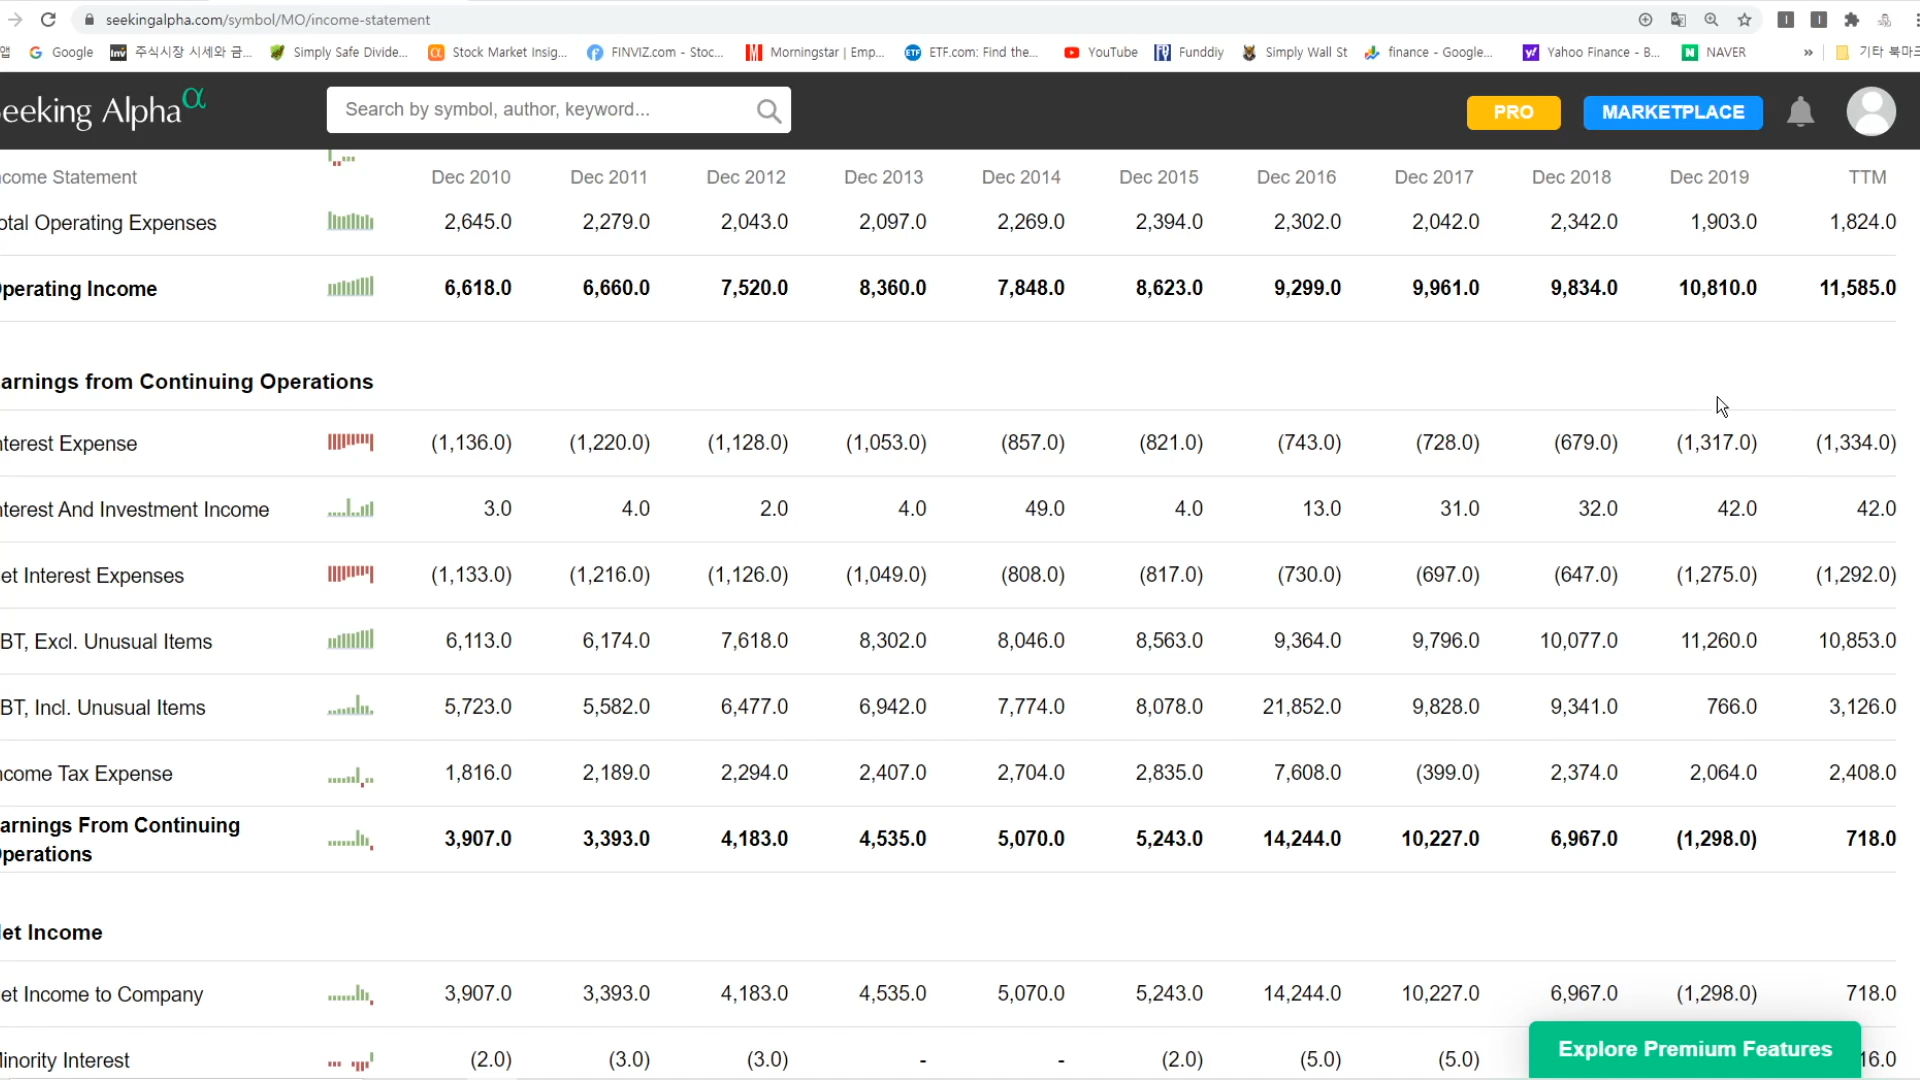 seekingalpha.com/symbol/MO/income-statement
앱 Google 주식시장 시세와 금... Simply Safe Divide... Stock Market Insig... FINVIZ.com - Stoc... Morningstar | Emp... ETF.com: Find the... YouTube Funddiy Simply Wall St finance - Google... Yahoo Finance - B... NAVER » 기타 북마크
eeking Alpha α
Search by symbol, author, keyword...
PRO
MARKETPLACE
ncome Statement Dec 2010 Dec 2011 Dec 2012 Dec 2013 Dec 2014 Dec 2015 Dec 2016 Dec 2017 Dec 2018 Dec 2019 TTM
otal Operating Expenses 2,645.0 2,279.0 2,043.0 2,097.0 2,269.0 2,394.0 2,302.0 2,042.0 2,342.0 1,903.0 1,824.0
perating Income 6,618.0 6,660.0 7,520.0 8,360.0 7,848.0 8,623.0 9,299.0 9,961.0 9,834.0 10,810.0 11,585.0
arnings from Continuing Operations
nterest Expense (1,136.0) (1,220.0) (1,128.0) (1,053.0) (857.0) (821.0) (743.0) (728.0) (679.0) (1,317.0) (1,334.0)
nterest And Investment Income 3.0 4.0 2.0 4.0 49.0 4.0 13.0 31.0 32.0 42.0 42.0
et Interest Expenses (1,133.0) (1,216.0) (1,126.0) (1,049.0) (808.0) (817.0) (730.0) (697.0) (647.0) (1,275.0) (1,292.0)
BT, Excl. Unusual Items 6,113.0 6,174.0 7,618.0 8,302.0 8,046.0 8,563.0 9,364.0 9,796.0 10,077.0 11,260.0 10,853.0
BT, Incl. Unusual Items 5,723.0 5,582.0 6,477.0 6,942.0 7,774.0 8,078.0 21,852.0 9,828.0 9,341.0 766.0 3,126.0
ncome Tax Expense 1,816.0 2,189.0 2,294.0 2,407.0 2,704.0 2,835.0 7,608.0 (399.0) 2,374.0 2,064.0 2,408.0
arnings From Continuing
perations 3,907.0 3,393.0 4,183.0 4,535.0 5,070.0 5,243.0 14,244.0 10,227.0 6,967.0 (1,298.0) 718.0
et Income
et Income to Company 3,907.0 3,393.0 4,183.0 4,535.0 5,070.0 5,243.0 14,244.0 10,227.0 6,967.0 (1,298.0) 718.0
inority Interest (2.0) (3.0) (3.0) - - (2.0) (5.0) (5.0) 16.0
Explore Premium Features